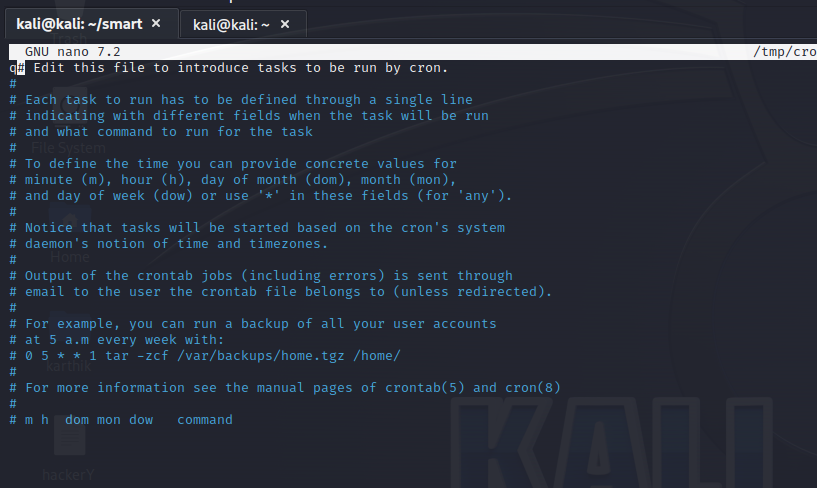 kali@kali: ~/smart ×
kali@kali: ~ ×
GNU nano 7.2 /tmp/cro
q# Edit this file to introduce tasks to be run by cron.
#
# Each task to run has to be defined through a single line
# indicating with different fields when the task will be run
# and what command to run for the task
#
# To define the time you can provide concrete values for
# minute (m), hour (h), day of month (dom), month (mon),
# and day of week (dow) or use '*' in these fields (for 'any').
#
# Notice that tasks will be started based on the cron's system
# daemon's notion of time and timezones.
#
# Output of the crontab jobs (including errors) is sent through
# email to the user the crontab file belongs to (unless redirected).
#
# For example, you can run a backup of all your user accounts
# at 5 a.m every week with:
# 0 5 * * 1 tar -zcf /var/backups/home.tgz /home/
#
# For more information see the manual pages of crontab(5) and cron(8)
#
# m h  dom mon dow   command
Trash
File System
Home
karthik
hackerY
KALI